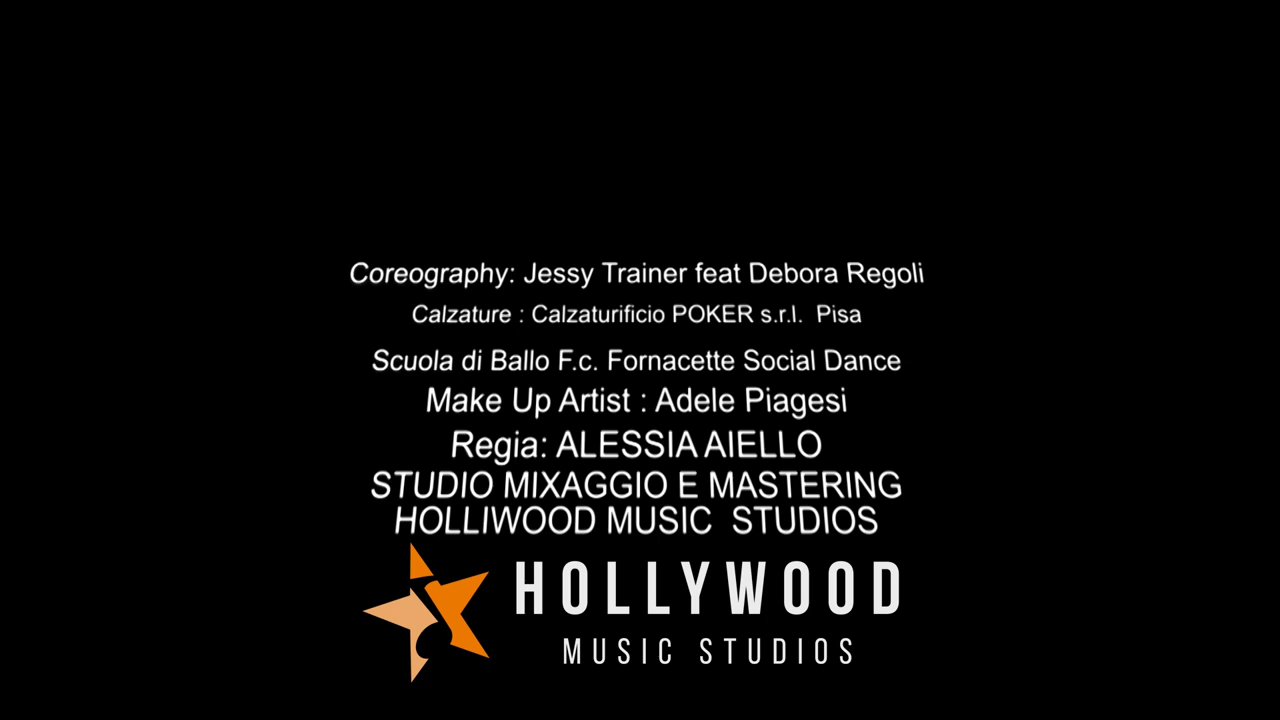 Coreography: Jessy Trainer feat Debora Regoli
Calzature : Calzaturificio POKER s.r.l.  Pisa
Scuola di Ballo F.c. Fornacette Social Dance
Make Up Artist : Adele Piagesi
Regia: ALESSIA AIELLO
STUDIO MIXAGGIO E MASTERING
HOLLIWOOD MUSIC  STUDIOS
HOLLYWOOD
MUSIC STUDIOS